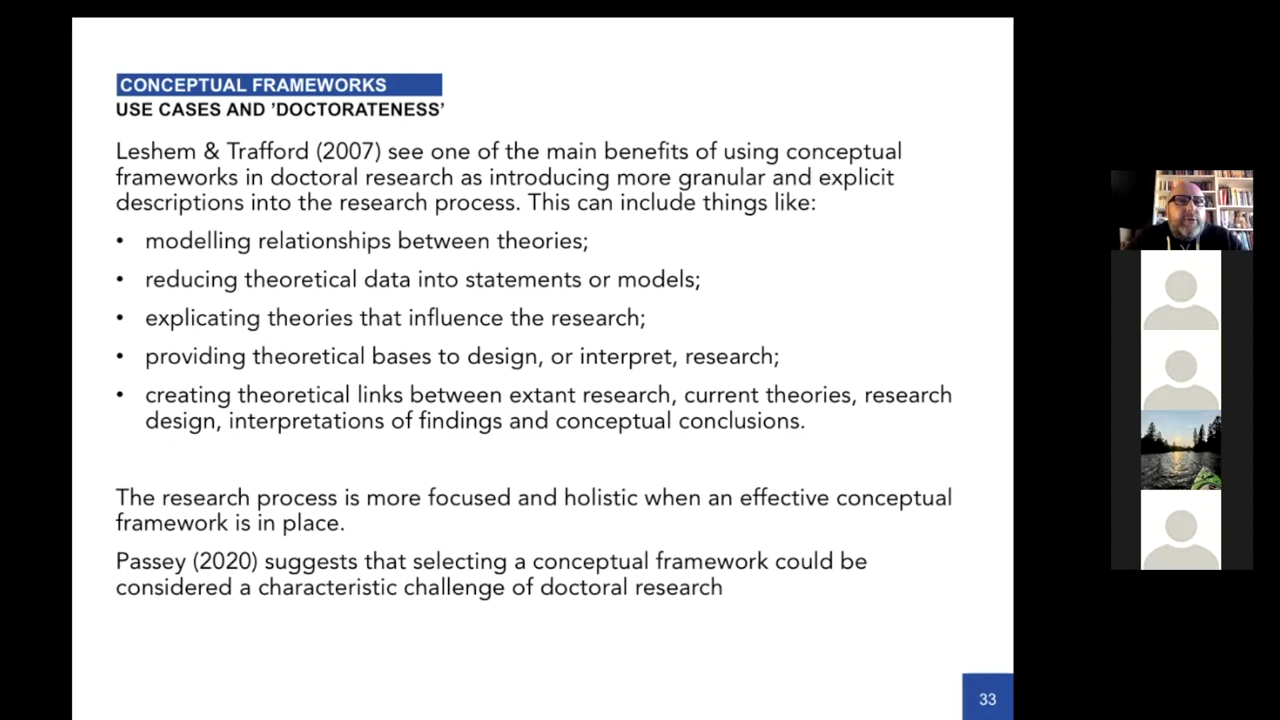 CONCEPTUAL FRAMEWORKS
USE CASES AND ’DOCTORATENESS’
Leshem & Trafford (2007) see one of the main benefits of using conceptual
frameworks in doctoral research as introducing more granular and explicit
descriptions into the research process. This can include things like:
• modelling relationships between theories;
• reducing theoretical data into statements or models;
• explicating theories that influence the research;
• providing theoretical bases to design, or interpret, research;
• creating theoretical links between extant research, current theories, research
design, interpretations of findings and conceptual conclusions.
The research process is more focused and holistic when an effective conceptual
framework is in place.
Passey (2020) suggests that selecting a conceptual framework could be
considered a characteristic challenge of doctoral research
33